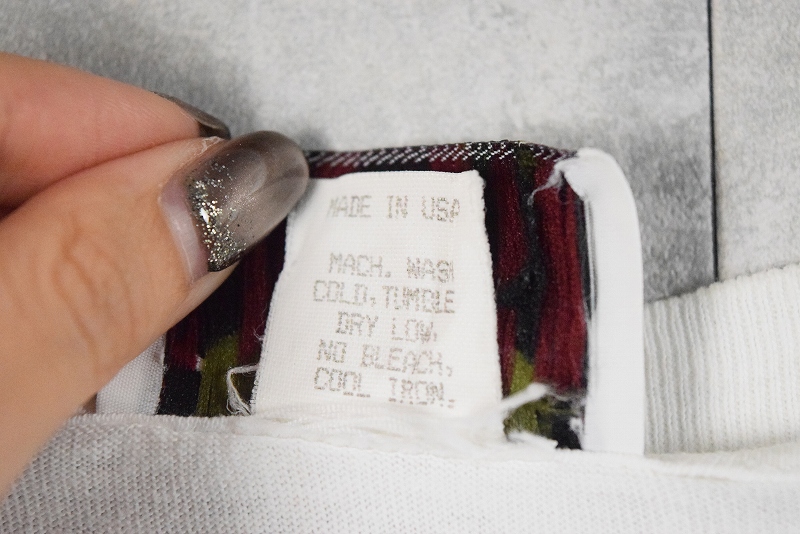 MADE IN USA
MACH. WASH
COLD, TUMBLE
DRY LOW,
NO BLEACH,
COOL IRON.